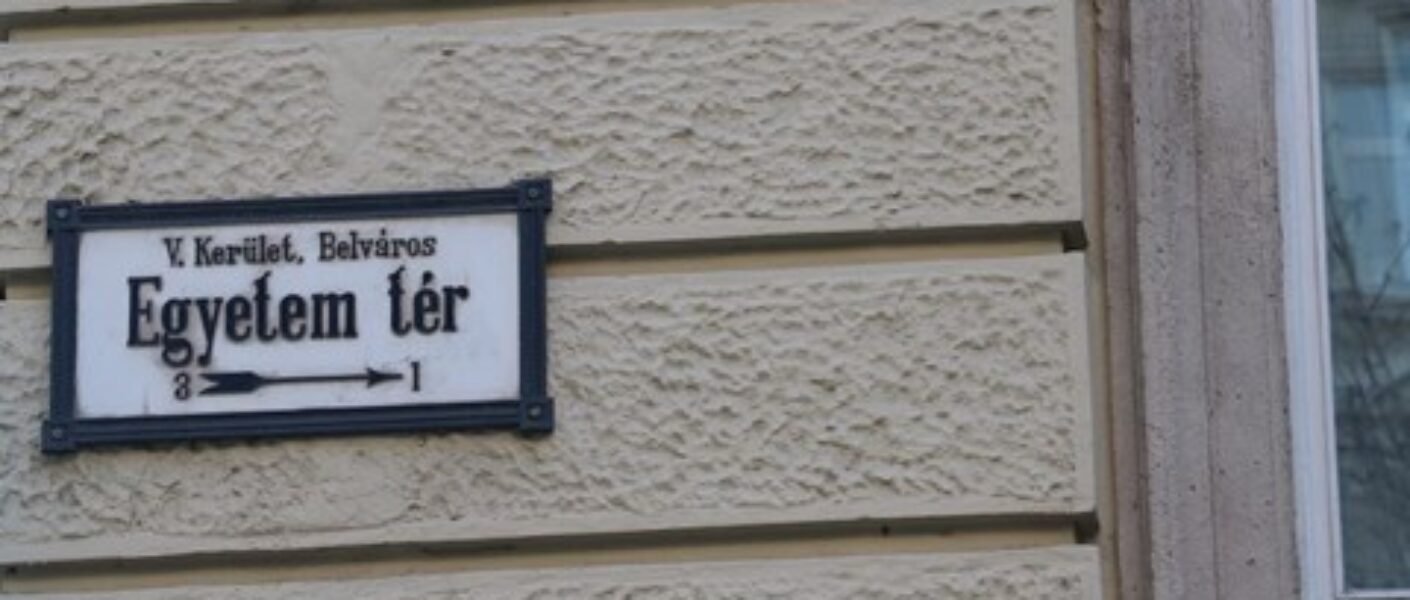 V. Kerület, Belváros
Egyetem tér
3 1